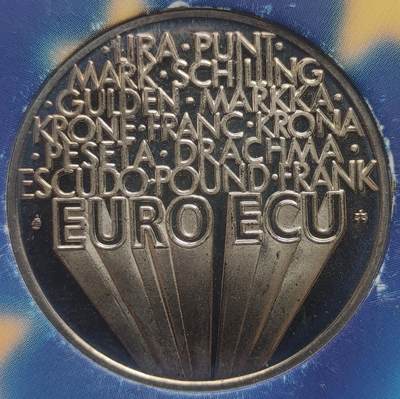 · LIRA · PUNT ·
MARK · SCHILLING
· GULDEN · MARKKA ·
KRONE · FRANC · KRONA
· PESETA · DRACHMA ·
ESCUDO · POUND · FRANK
EURO ECU